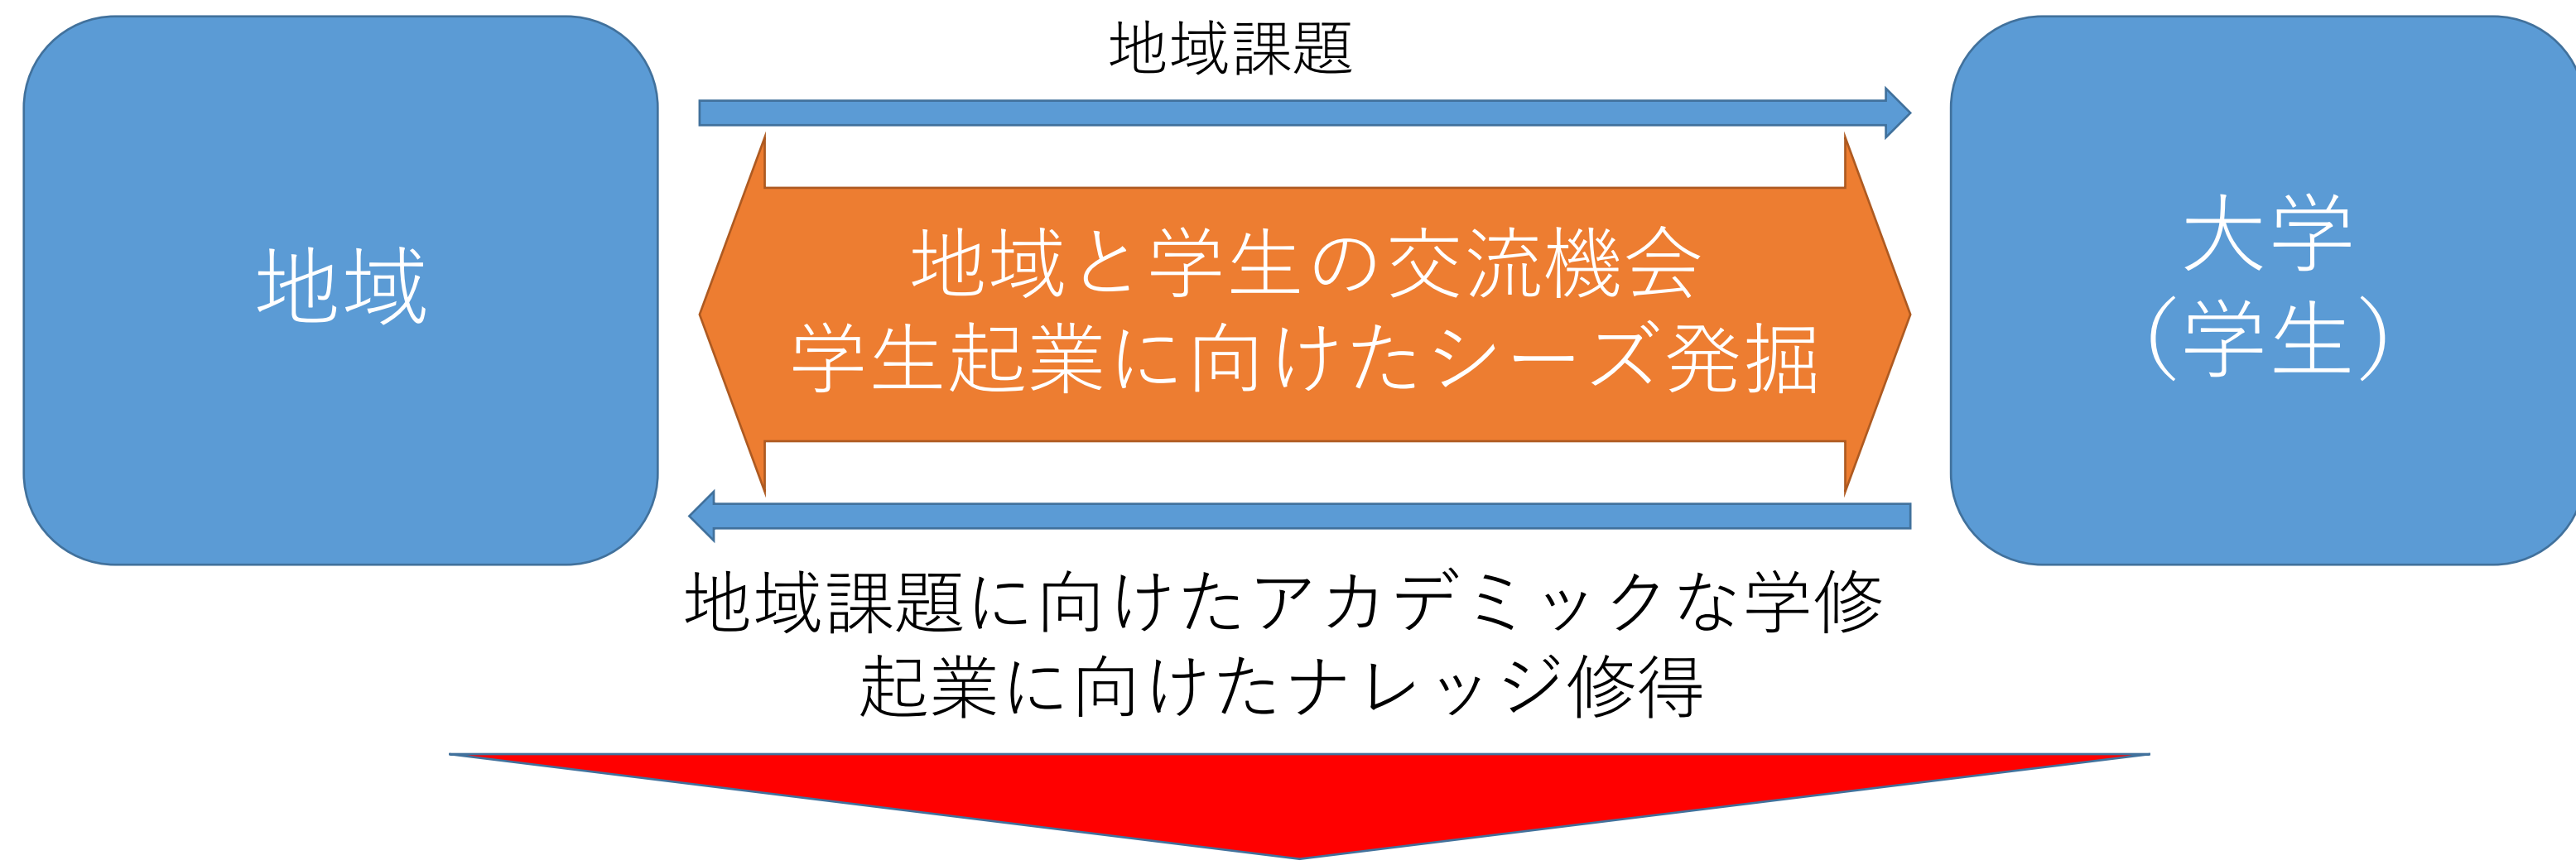 地域課題
地域
地域と学生の交流機会
学生起業に向けたシーズ発掘
大学
（学生）
地域課題に向けたアカデミックな学修
起業に向けたナレッジ修得